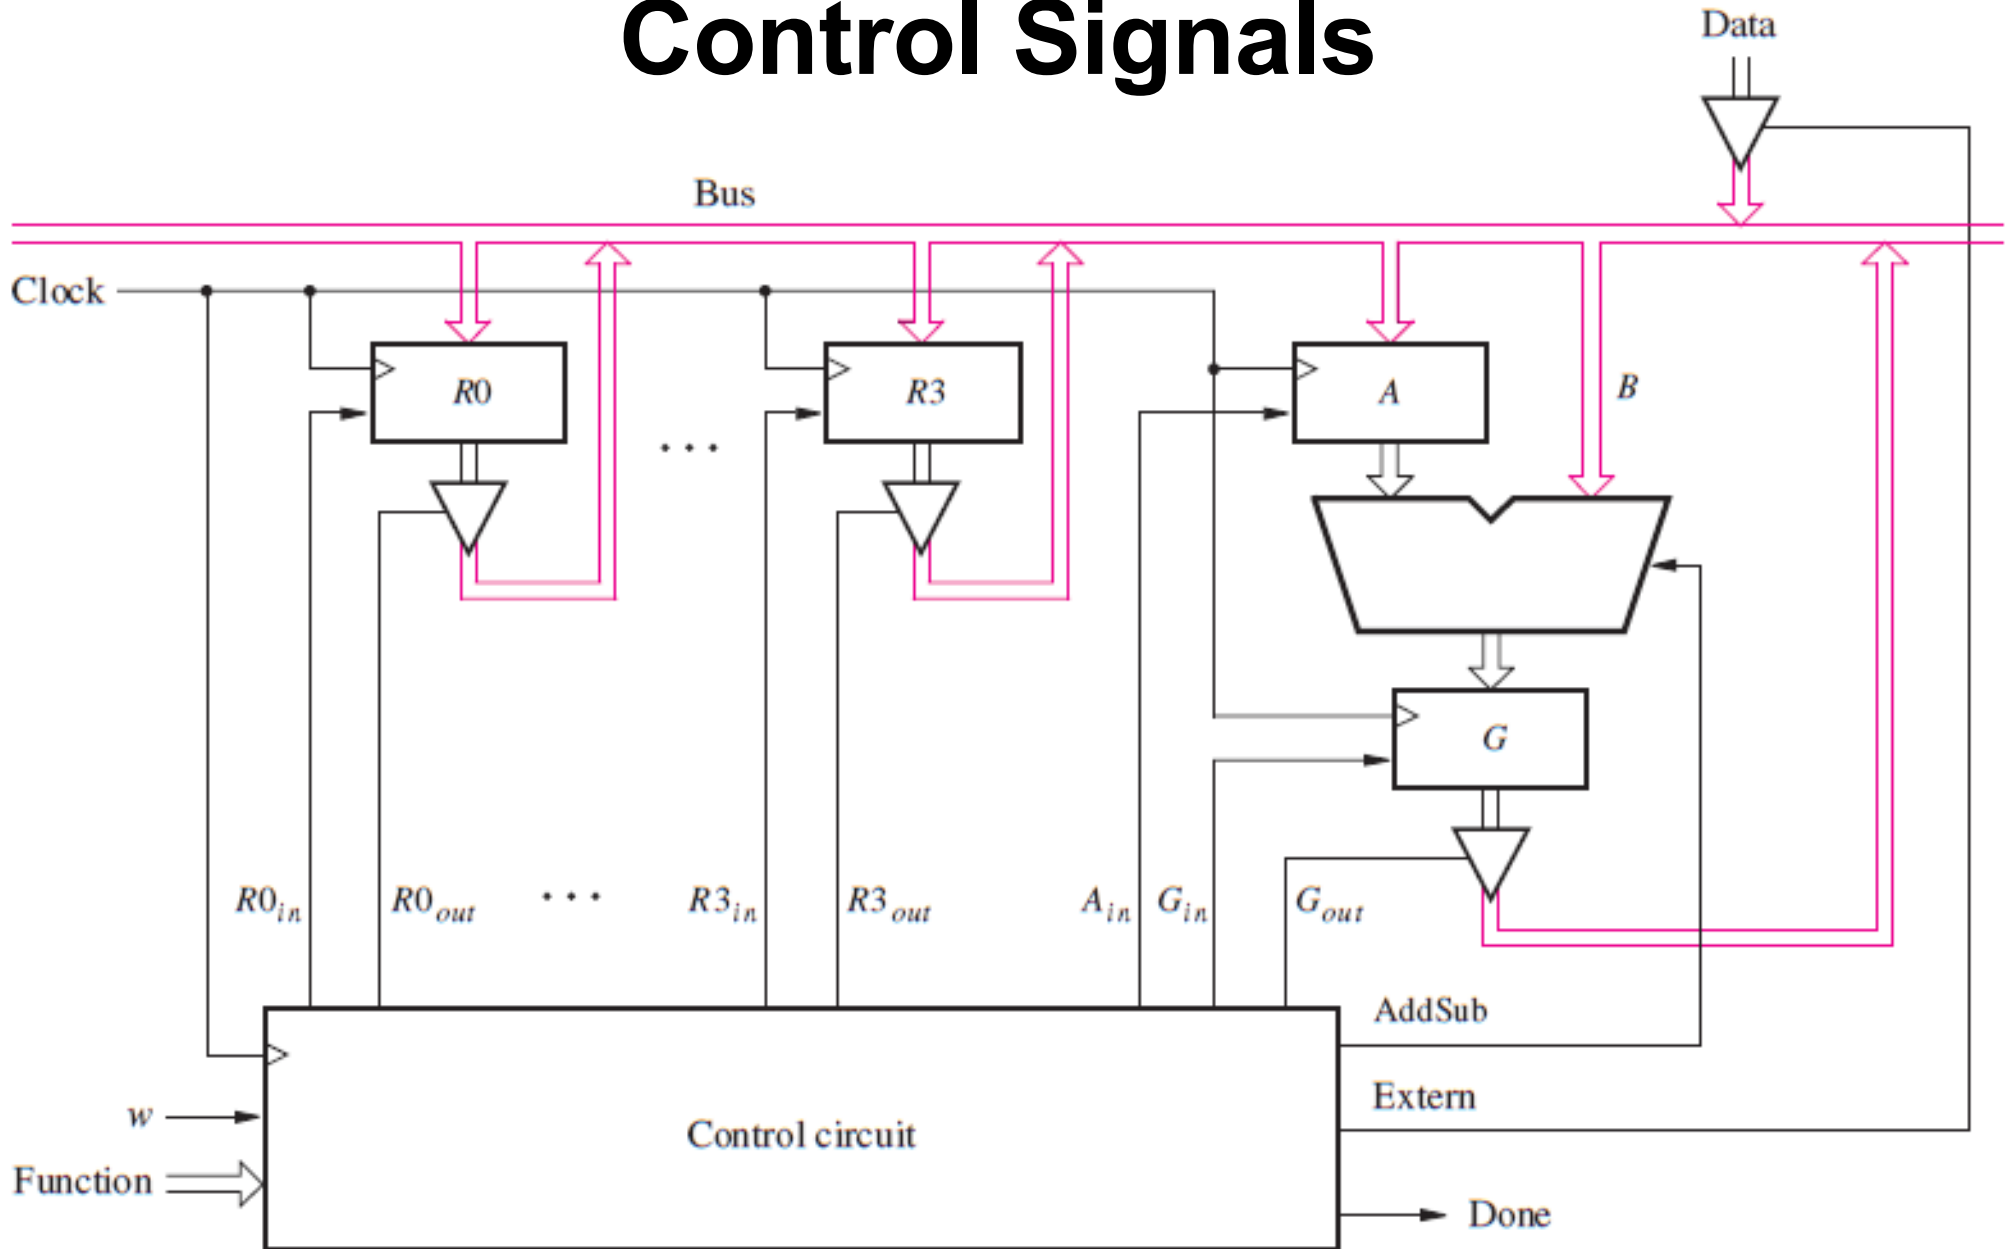 Control Signals
Data
Bus
Clock
R0
R3
A
B
...
G
R0in
R0out
...
R3in
R3out
Ain
Gin
Gout
AddSub
Extern
w
Control circuit
Function
Done